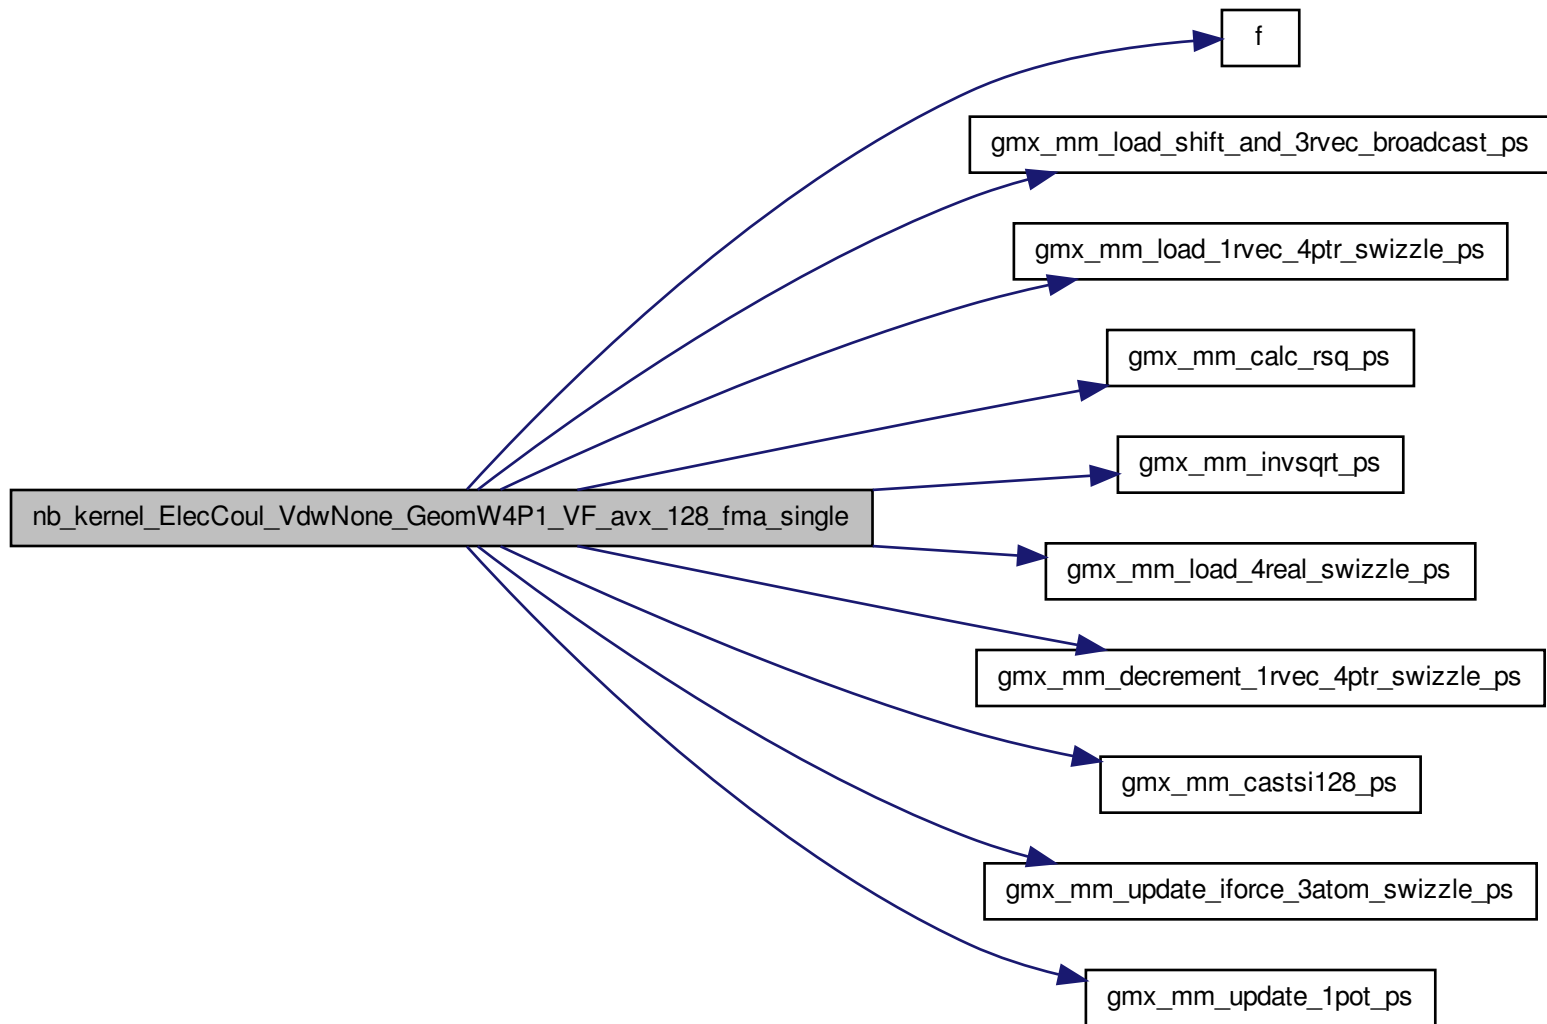 f
gmx_mm_load_shift_and_3rvec_broadcast_ps
gmx_mm_load_1rvec_4ptr_swizzle_ps
gmx_mm_calc_rsq_ps
gmx_mm_invsqrt_ps
nb_kernel_ElecCoul_VdwNone_GeomW4P1_VF_avx_128_fma_single
gmx_mm_load_4real_swizzle_ps
gmx_mm_decrement_1rvec_4ptr_swizzle_ps
gmx_mm_castsi128_ps
gmx_mm_update_iforce_3atom_swizzle_ps
gmx_mm_update_1pot_ps